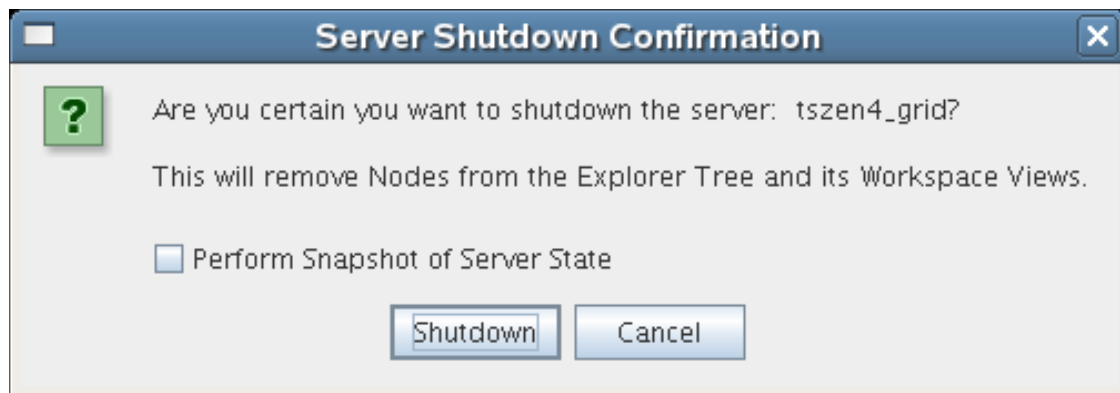 Server Shutdown Confirmation
Are you certain you want to shutdown the server: tszen4_grid?
This will remove Nodes from the Explorer Tree and its Workspace Views.
Perform Snapshot of Server State
Shutdown Cancel